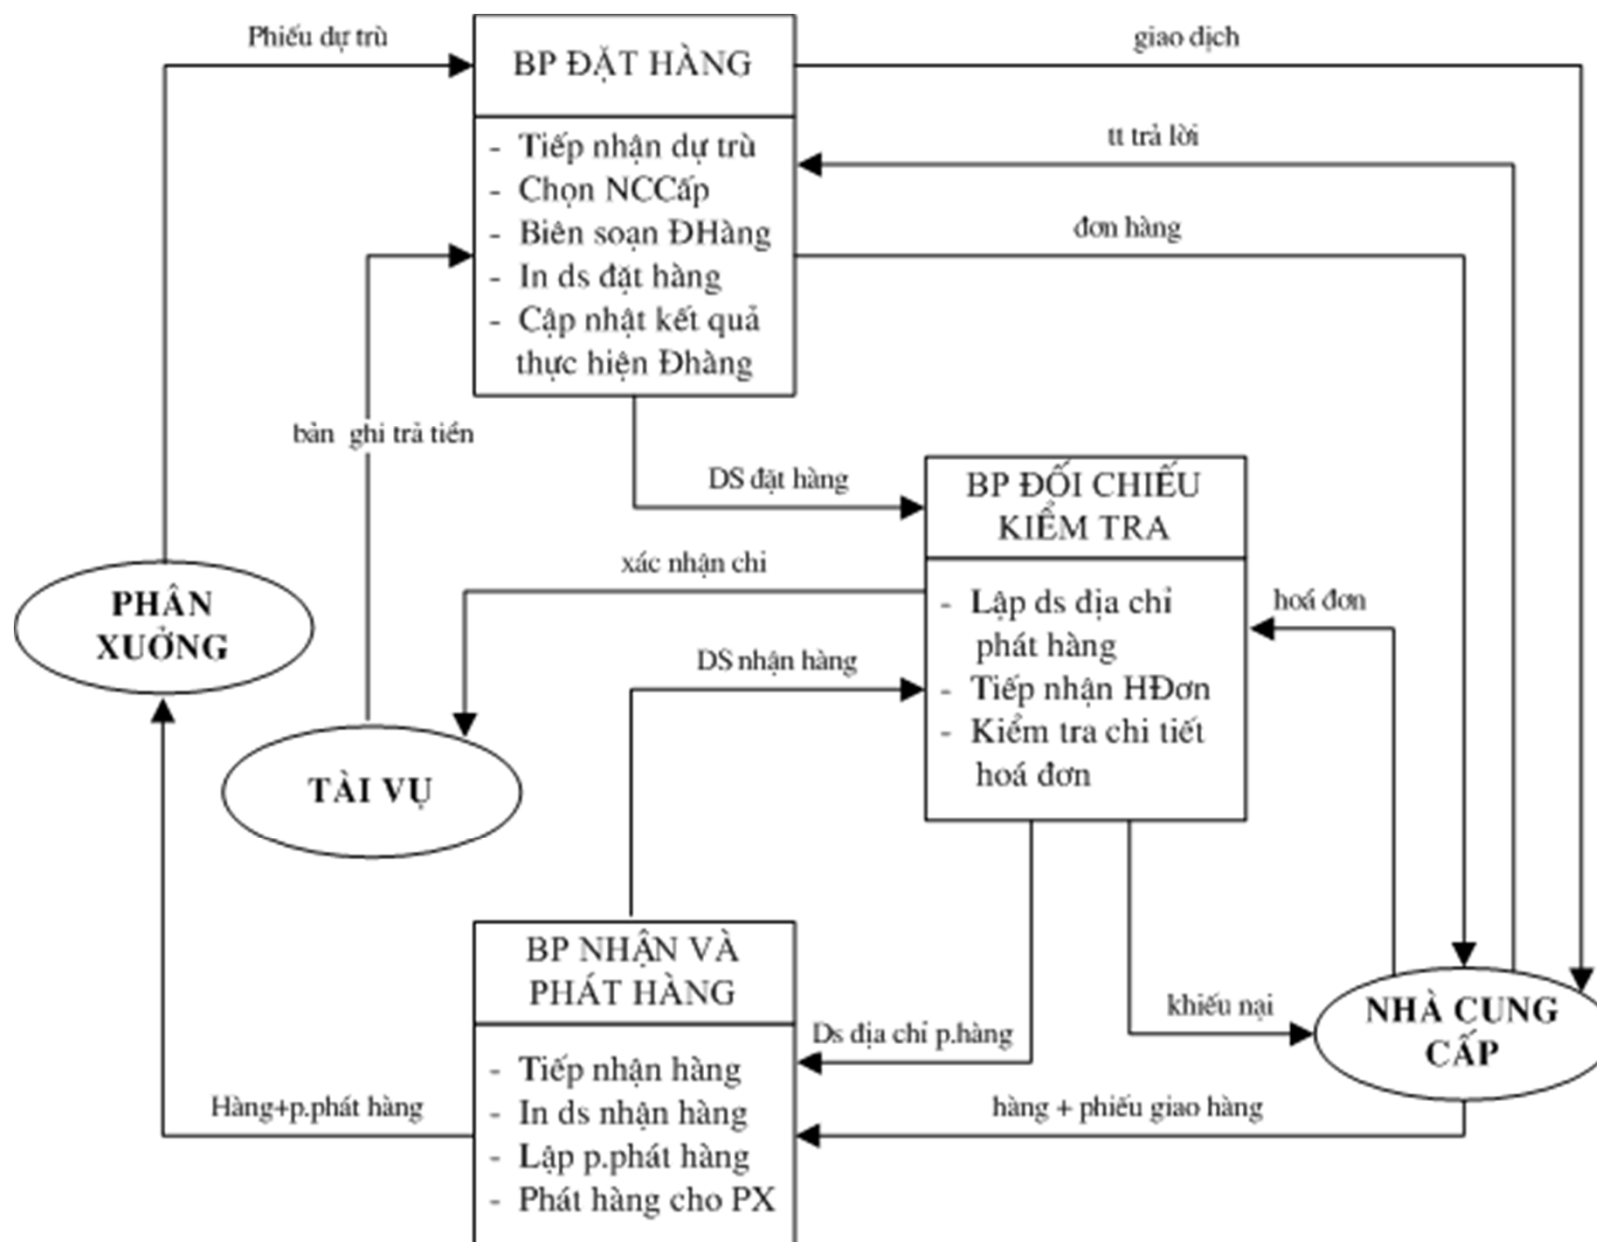 Phiếu dự trù
BP ĐẶT HÀNG
giao dịch
tt trả lời
- Tiếp nhận dự trù
- Chọn NCCấp
- Biên soạn ĐHàng
- In ds đặt hàng
- Cập nhật kết quả
thực hiện Đhàng
đơn hàng
bản ghi trả tiền
DS đặt hàng
BP ĐỐI CHIẾU
KIỂM TRA
xác nhận chi
- Lập ds địa chỉ
phát hàng
- Tiếp nhận HĐơn
- Kiểm tra chi tiết
hoá đơn
hoá đơn
PHÂN
XUỞNG
DS nhận hàng
TÀI VỤ
BP NHẬN VÀ
PHÁT HÀNG
khiếu nại
NHÀ CUNG
CẤP
Ds địa chỉ p.hàng
- Tiếp nhận hàng
- In ds nhận hàng
- Lập p.phát hàng
- Phát hàng cho PX
Hàng+p.phát hàng
hàng + phiếu giao hàng